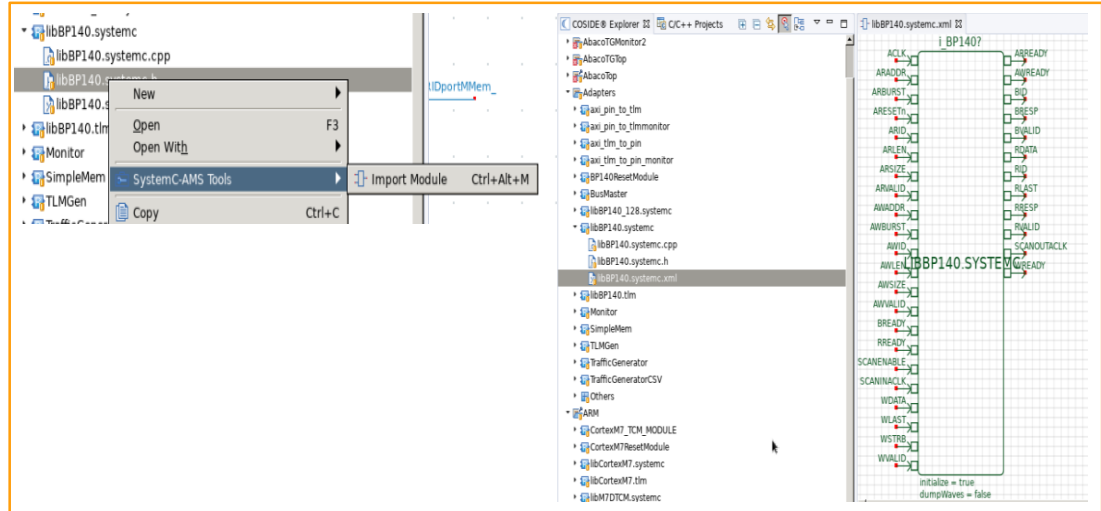 libBP140.systemc
libBP140.systemc.cpp
libBP140.systemc.h
libBP140.s
libBP140.tlm
Monitor
SimpleMem
TLMGen
New
Open F3
Open With
SystemC-AMS Tools
Copy Ctrl+C
Import Module Ctrl+Alt+M
IDportMMem_
COSIDE® Explorer
C/C++ Projects
AbacoTGMonitor2
AbacoTGTop
AbacoTop
Adapters
axi_pin_to_tlm
axi_pin_to_tlmmonitor
axi_tlm_to_pin
axi_tlm_to_pin_monitor
BP140ResetModule
BusMaster
libBP140_128.systemc
libBP140.systemc
libBP140.systemc.cpp
libBP140.systemc.h
libBP140.systemc.xml
libBP140.tlm
Monitor
SimpleMem
TLMGen
TrafficGenerator
TrafficGeneratorCSV
Others
ARM
CortexM7_TCM_MODULE
CortexM7ResetModule
libCortexM7.systemc
libCortexM7.tlm
libM7DTCM.systemc
libBP140.systemc.xml
i_BP140?
ACLK
ARADDR
ARBURST
ARESETn
ARID
ARLEN
ARSIZE
ARVALID
AWADDR
AWBURST
AWID
AWLEN
AWSIZE
AWVALID
BREADY
RREADY
SCANENABLE
SCANINACLK
WDATA
WLAST
WSTRB
WVALID
ARREADY
AWREADY
BID
BRESP
BVALID
RDATA
RID
RLAST
RRESP
RVALID
SCANOUTACLK
WREADY
LIBBP140.SYSTEMC
initialize = true
dumpWaves = false